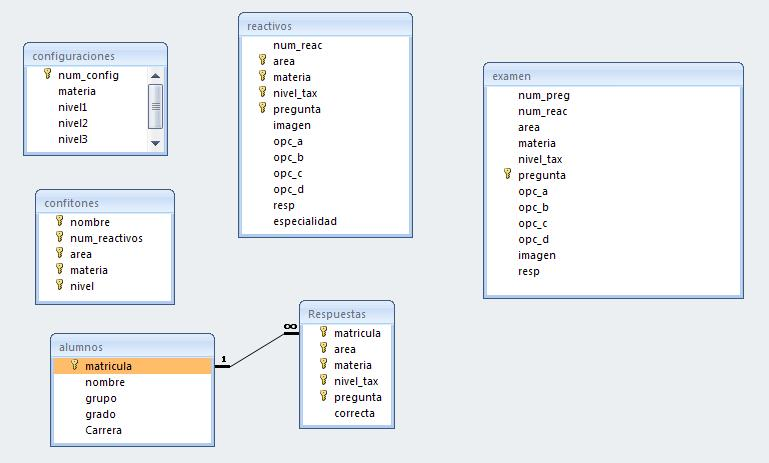 configuraciones
num_config
materia
nivel1
nivel2
nivel3
reactivos
num_reac
area
materia
nivel_tax
pregunta
imagen
opc_a
opc_b
opc_c
opc_d
resp
especialidad
examen
num_preg
num_reac
area
materia
nivel_tax
pregunta
opc_a
opc_b
opc_c
opc_d
imagen
resp
confitones
nombre
num_reactivos
area
materia
nivel
alumnos
matricula
nombre
grupo
grado
Carrera
1
∞
Respuestas
matricula
area
materia
nivel_tax
pregunta
correcta